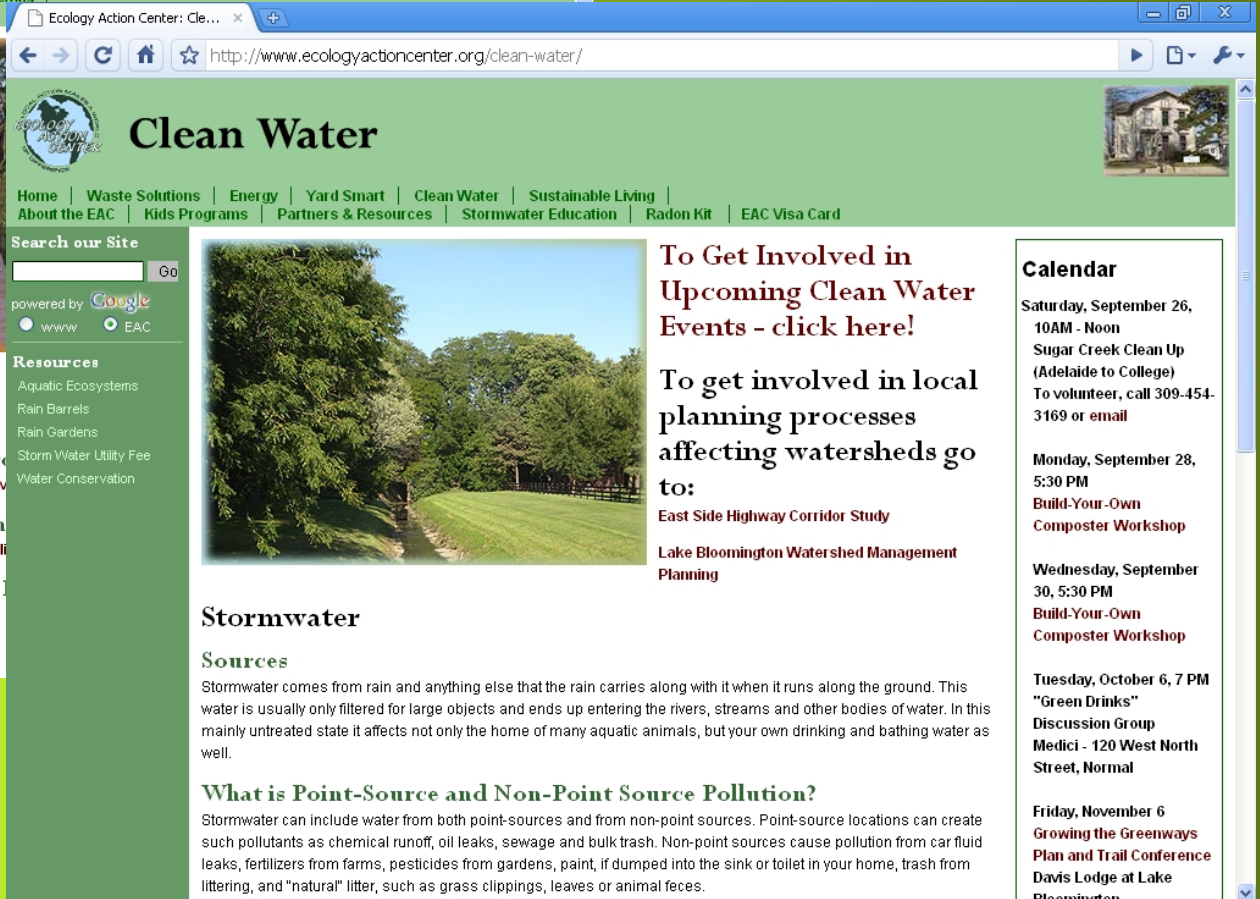 Ecology Action Center: Cle...
http://www.ecologyactioncenter.org/clean-water/
ECOLOGY
ACTION
CENTER
Clean Water
Home | Waste Solutions | Energy | Yard Smart | Clean Water | Sustainable Living |
About the EAC | Kids Programs | Partners & Resources | Stormwater Education | Radon Kit | EAC Visa Card
Search our Site
Go
powered by Google
www EAC
Resources
Aquatic Ecosystems
Rain Barrels
Rain Gardens
Storm Water Utility Fee
Water Conservation
To Get Involved in
Upcoming Clean Water
Events - click here!
To get involved in local
planning processes
affecting watersheds go
to:
East Side Highway Corridor Study
Lake Bloomington Watershed Management
Planning
Stormwater
Sources
Stormwater comes from rain and anything else that the rain carries along with it when it runs along the ground. This
water is usually only filtered for large objects and ends up entering the rivers, streams and other bodies of water. In this
mainly untreated state it affects not only the home of many aquatic animals, but your own drinking and bathing water as
well.
What is Point-Source and Non-Point Source Pollution?
Stormwater can include water from both point-sources and from non-point sources. Point-source locations can create
such pollutants as chemical runoff, oil leaks, sewage and bulk trash. Non-point sources cause pollution from car fluid
leaks, fertilizers from farms, pesticides from gardens, paint, if dumped into the sink or toilet in your home, trash from
littering, and "natural" litter, such as grass clippings, leaves or animal feces.
Calendar
Saturday, September 26,
10AM - Noon
Sugar Creek Clean Up
(Adelaide to College)
To volunteer, call 309-454-
3169 or email
Monday, September 28,
5:30 PM
Build-Your-Own
Composter Workshop
Wednesday, September
30, 5:30 PM
Build-Your-Own
Composter Workshop
Tuesday, October 6, 7 PM
"Green Drinks"
Discussion Group
Medici - 120 West North
Street, Normal
Friday, November 6
Growing the Greenways
Plan and Trail Conference
Davis Lodge at Lake
Bloomington